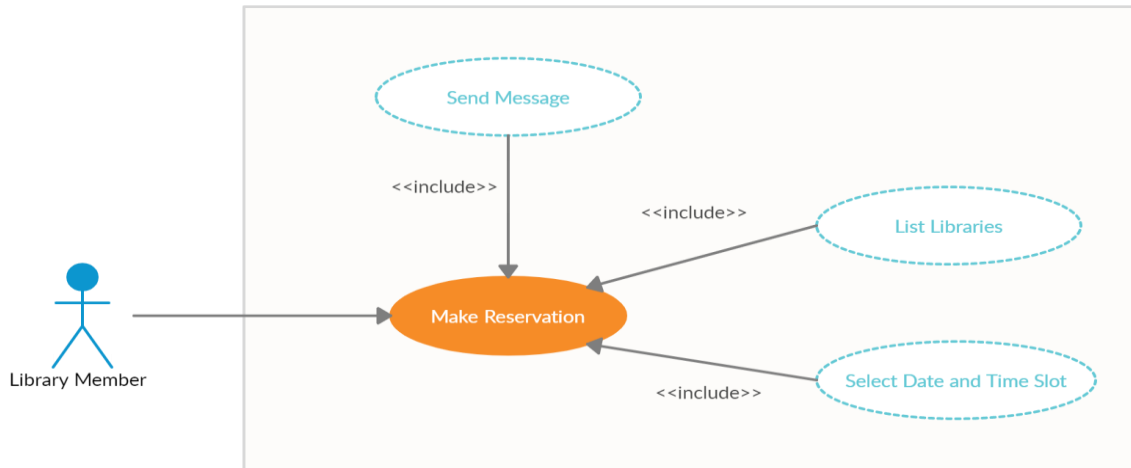 Send Message
<<include>>
<<include>>
List Libraries
Make Reservation
Library Member
Select Date and Time Slot
<<include>>